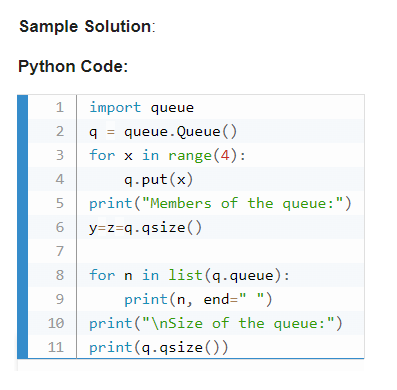 Sample Solution:
Python Code:
1 import queue
2 q = queue.Queue()
3 for x in range(4):
4     q.put(x)
5 print("Members of the queue:")
6 y=z=q.qsize()
7
8 for n in list(q.queue):
9     print(n, end=" ")
10 print("\nSize of the queue:")
11 print(q.qsize())